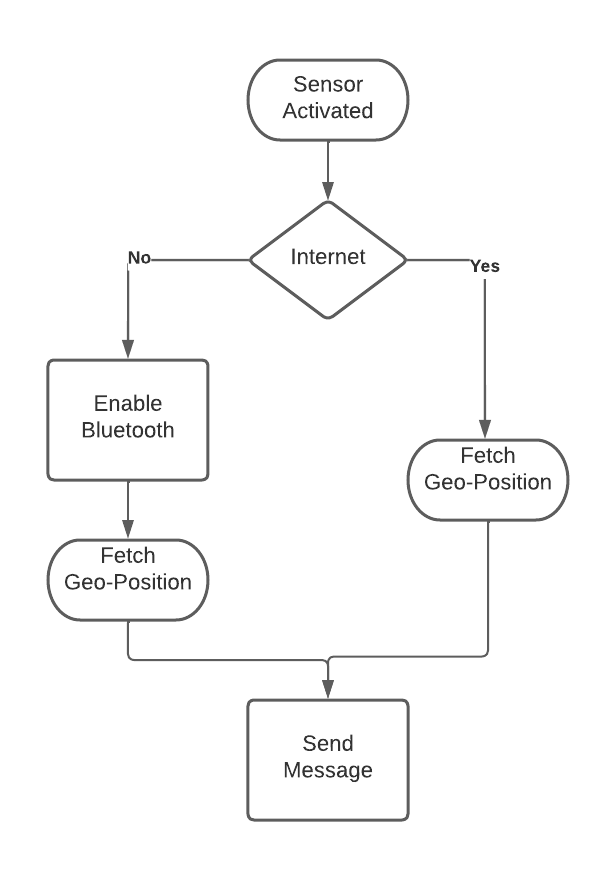 Sensor
Activated
Internet
No
Yes
Enable
Bluetooth
Fetch
Geo-Position
Fetch
Geo-Position
Send
Message